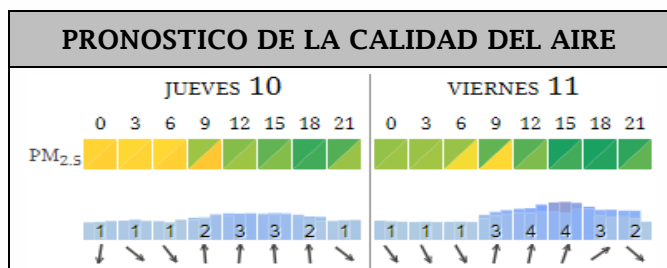 PRONOSTICO DE LA CALIDAD DEL AIRE
JUEVES 10 VIERNES 11
0 3 6 9 12 15 18 21 0 3 6 9 12 15 18 21
PM2.5
1 1 1 2 3 3 2 1 1 1 1 3 4 4 3 2